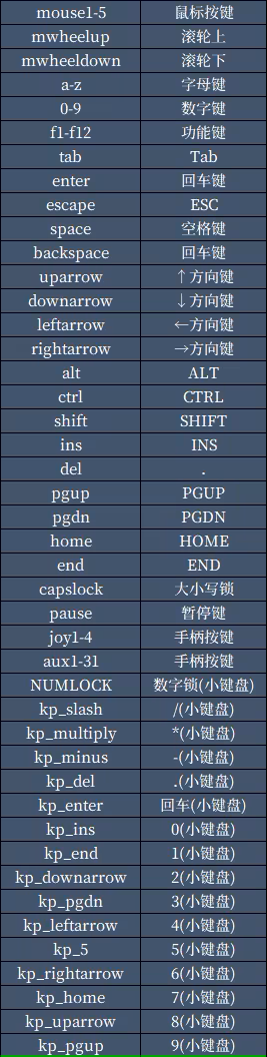 mouse1-5 鼠标按键
mwheelup 滚轮上
mwheeldown 滚轮下
a-z 字母键
0-9 数字键
f1-f12 功能键
tab Tab
enter 回车键
escape ESC
space 空格键
backspace 回车键
uparrow ↑方向键
downarrow ↓方向键
leftarrow ←方向键
rightarrow →方向键
alt ALT
ctrl CTRL
shift SHIFT
ins INS
del .
pgup PGUP
pgdn PGDN
home HOME
end END
capslock 大小写锁
pause 暂停键
joy1-4 手柄按键
aux1-31 手柄按键
NUMLOCK 数字锁(小键盘)
kp_slash /(小键盘)
kp_multiply *(小键盘)
kp_minus -(小键盘)
kp_del .(小键盘)
kp_enter 回车(小键盘)
kp_ins 0(小键盘)
kp_end 1(小键盘)
kp_downarrow 2(小键盘)
kp_pgdn 3(小键盘)
kp_leftarrow 4(小键盘)
kp_5 5(小键盘)
kp_rightarrow 6(小键盘)
kp_home 7(小键盘)
kp_uparrow 8(小键盘)
kp_pgup 9(小键盘)